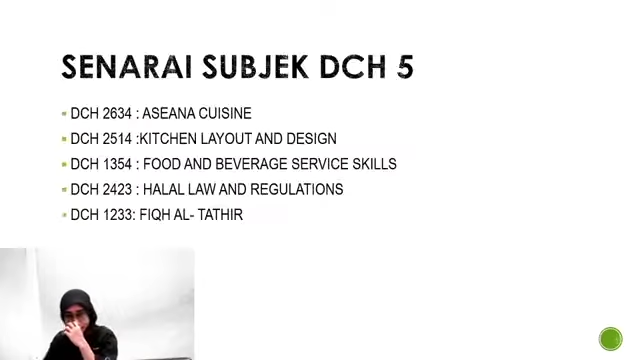 SENARAI SUBJEK DCH 5
DCH 2634 : ASEANA CUISINE
DCH 2514 :KITCHEN LAYOUT AND DESIGN
DCH 1354 : FOOD AND BEVERAGE SERVICE SKILLS
DCH 2423 : HALAL LAW AND REGULATIONS
DCH 1233: FIQH AL- TATHIR